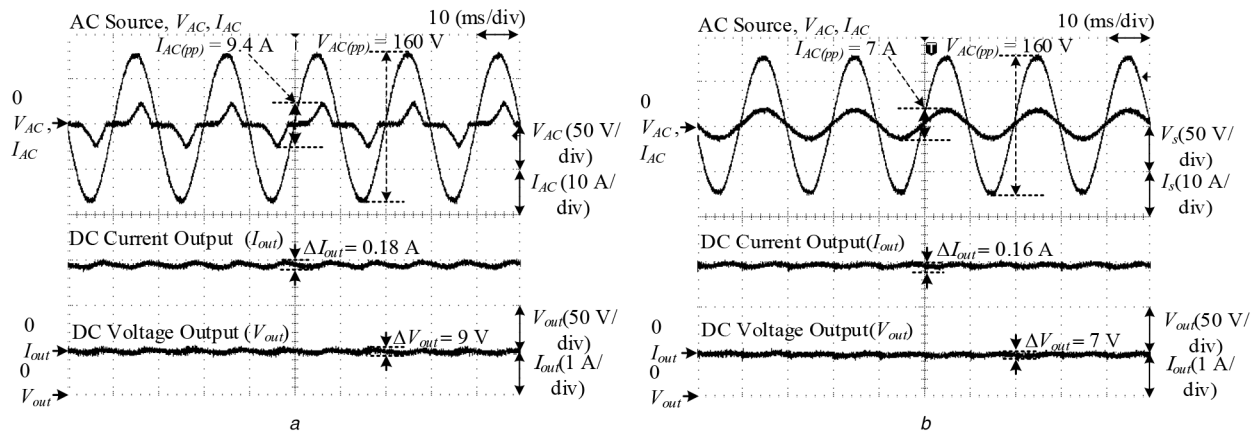 AC Source, V_AC, I_AC
10 (ms/div)
I_AC(pp) = 9.4 A
V_AC(pp) = 160 V
0
V_AC,
I_AC
V_AC (50 V/
div)
I_AC (10 A/
div)
DC Current Output (I_out)
ΔI_out = 0.18 A
0
I_out
DC Voltage Output (V_out)
ΔV_out = 9 V
V_out (50 V/
div)
I_out (1 A/
div)
0
V_out
a
AC Source, V_AC, I_AC
10 (ms/div)
I_AC(pp) = 7 A
T
V_AC(pp) = 160 V
0
V_AC,
I_AC
V_s (50 V/
div)
I_s (10 A/
div)
DC Current Output(I_out)
ΔI_out = 0.16 A
0
I_out
DC Voltage Output(V_out)
ΔV_out = 7 V
V_out (50 V/
div)
I_out (1 A/
div)
0
V_out
b